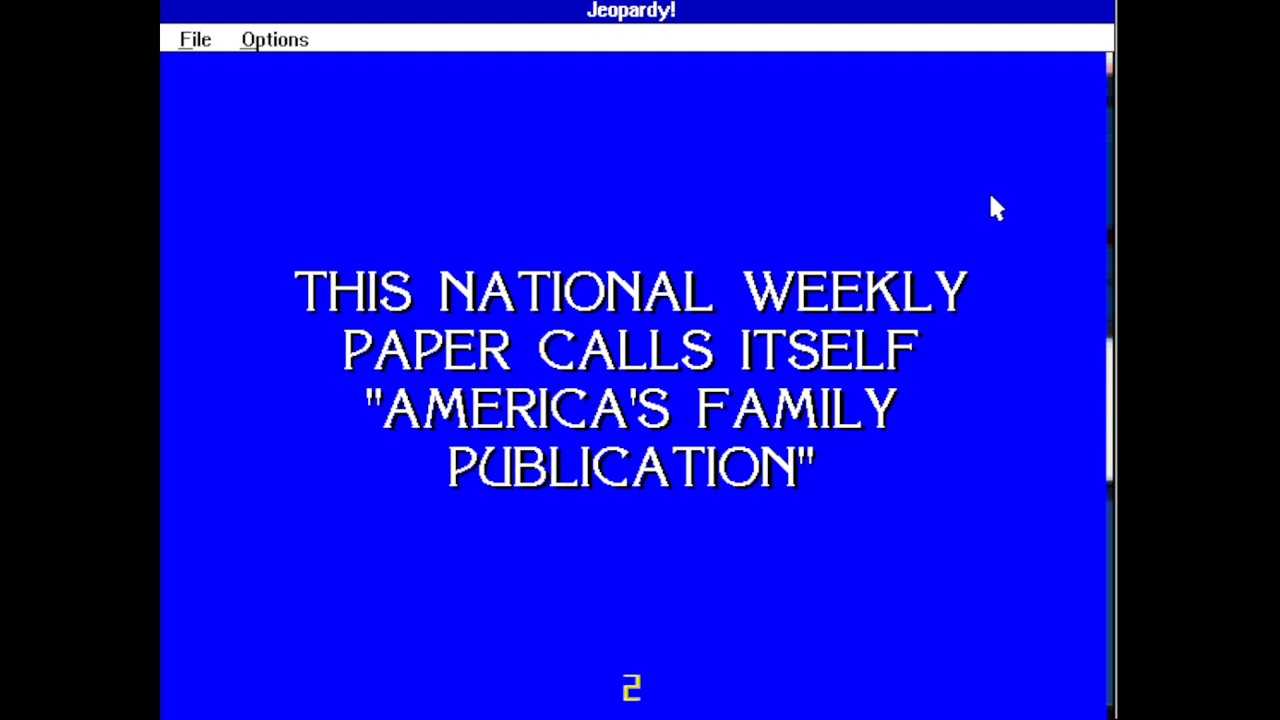 Jeopardy!
File Options
THIS NATIONAL WEEKLY
PAPER CALLS ITSELF
"AMERICA'S FAMILY
PUBLICATION"
2